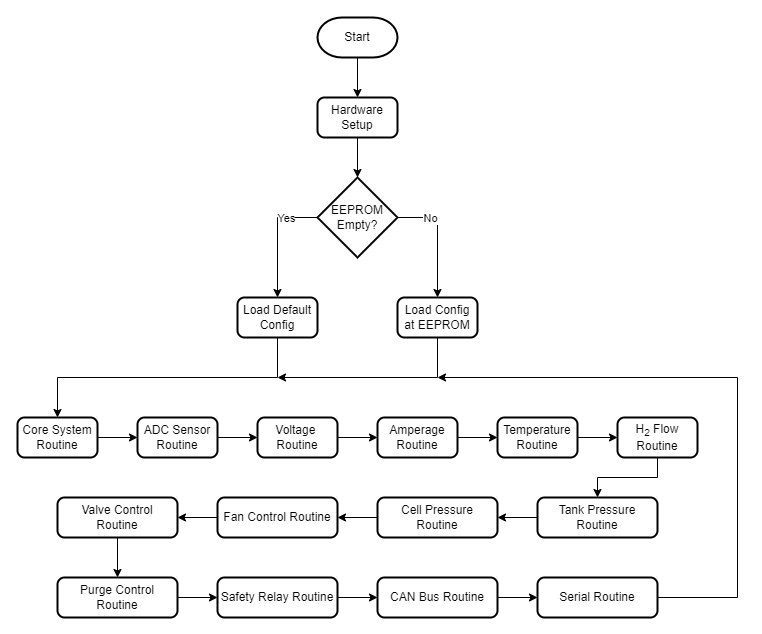 Start
Hardware
Setup
EEPROM
Empty?
Yes
No
Load Default
Config
Load Config
at EEPROM
Core System
Routine
ADC Sensor
Routine
Voltage
Routine
Amperage
Routine
Temperature
Routine
H₂ Flow
Routine
Valve Control
Routine
Fan Control Routine
Cell Pressure
Routine
Tank Pressure
Routine
Purge Control
Routine
Safety Relay Routine
CAN Bus Routine
Serial Routine